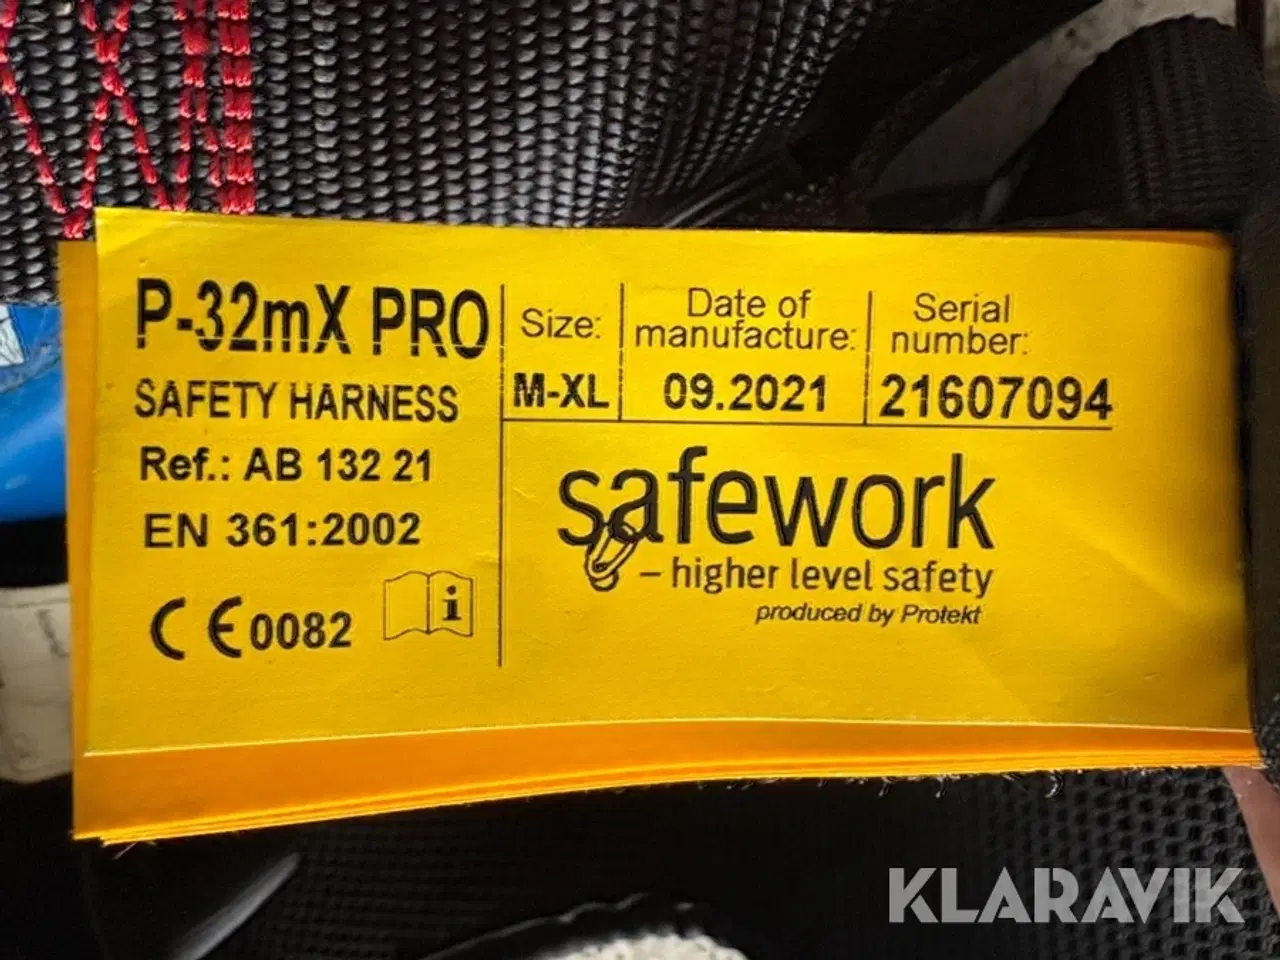 P-32mX PRO
SAFETY HARNESS
Ref.: AB 132 21
EN 361:2002
CE 0082
i
Size:
M-XL
Date of
manufacture:
09.2021
Serial
number:
21607094
safework
– higher level safety
produced by Protekt
KLARAVIK